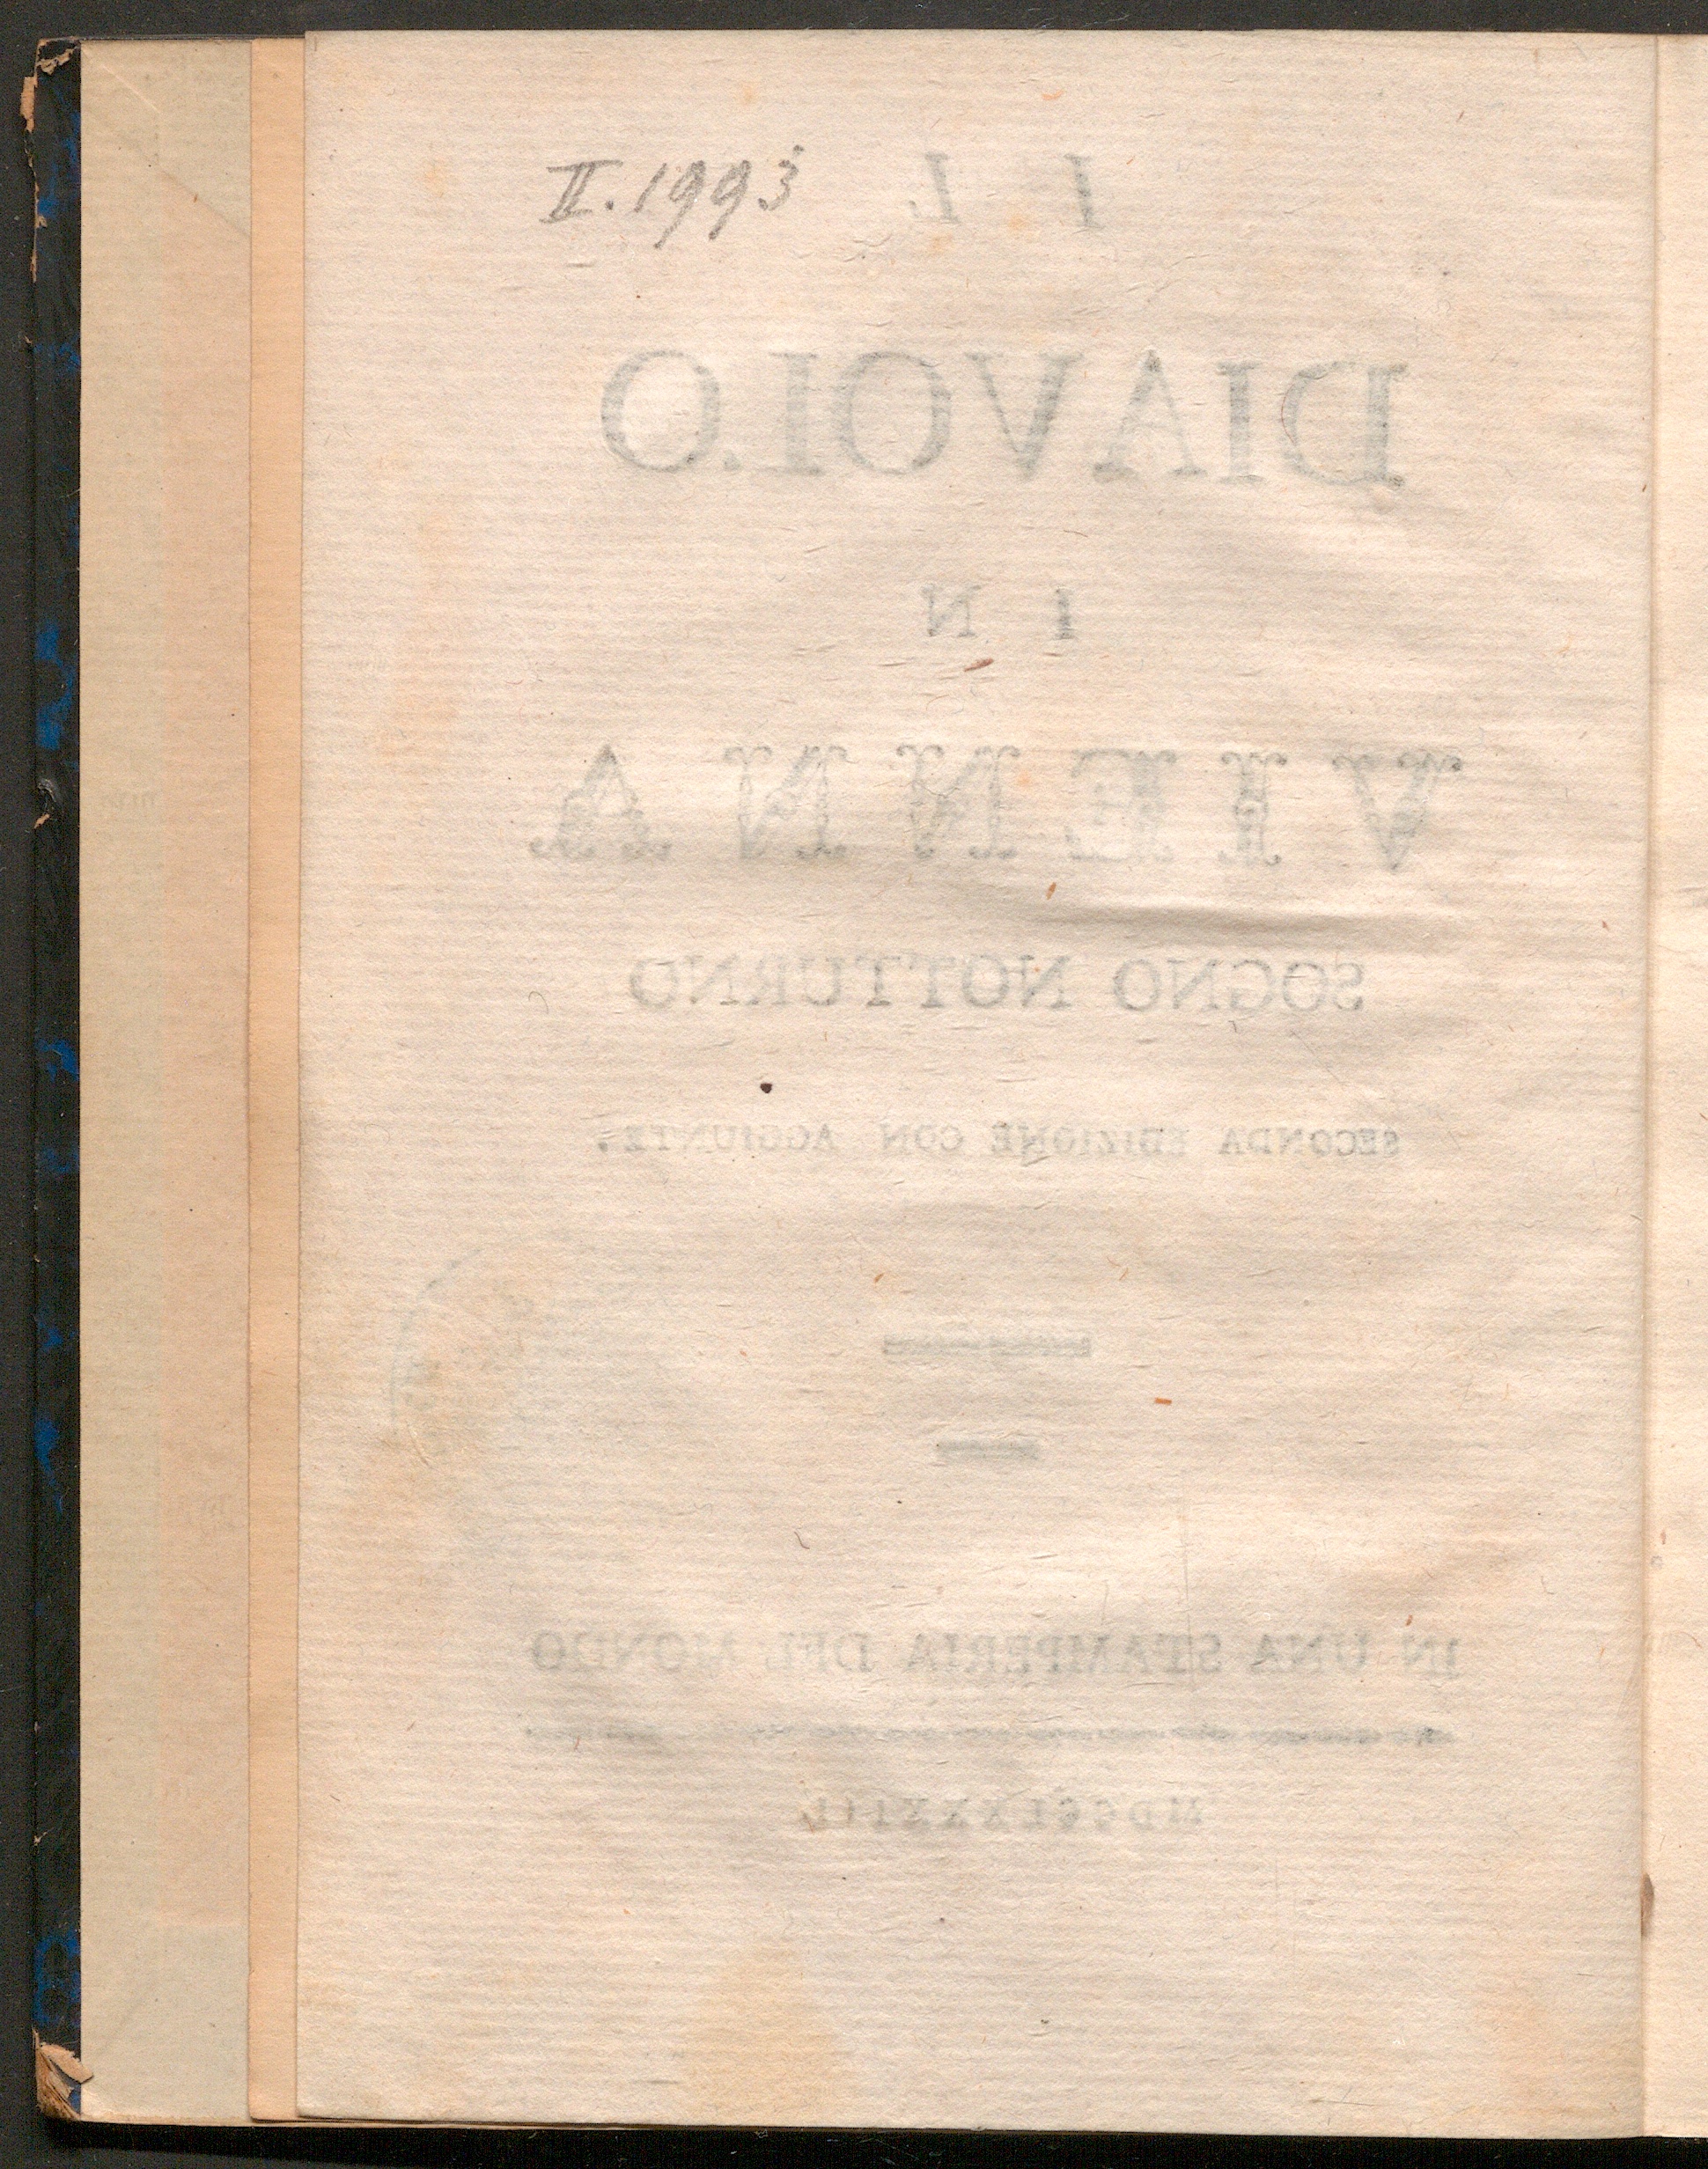 II. 1993
IL
DIAVOLO
IN
VIENNA
SOGNO NOTTURNO
SECONDA EDIZIONE CON AGGIUNTE.
IN UNA STAMPERIA DEL MONDO